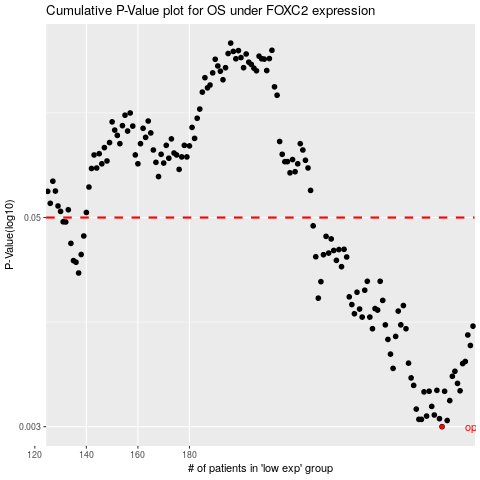 Cumulative P-Value plot for OS under FOXC2 expression
P-Value(log10)
0.05
0.003
op
120 140 160 180
# of patients in 'low exp' group